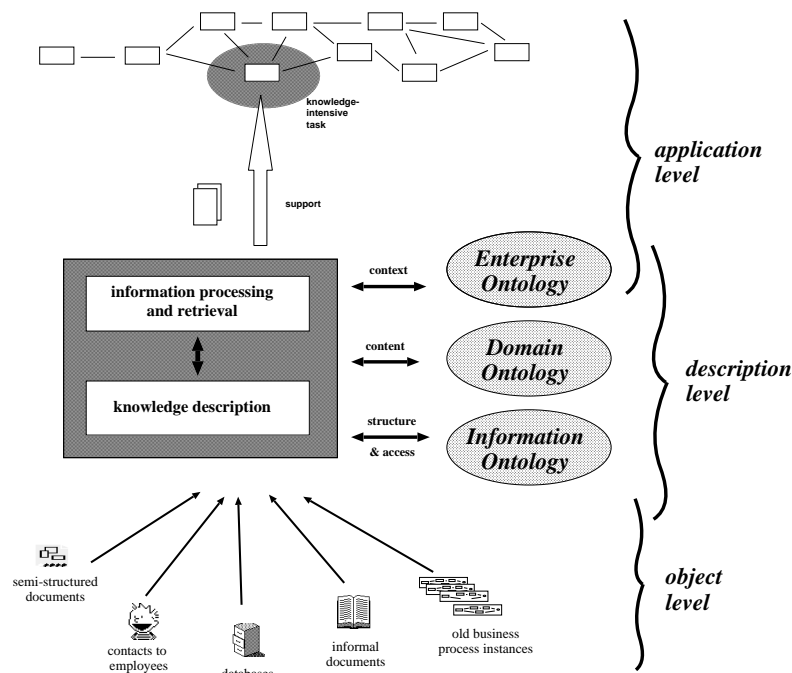 knowledge-
intensive
task
application
level
support
Enterprise
Ontology
context
information processing
and retrieval
content
Domain
Ontology
description
level
knowledge description
structure
& access
Information
Ontology
semi-structured
documents
object
level
contacts to
employees
databases
informal
documents
old business
process instances